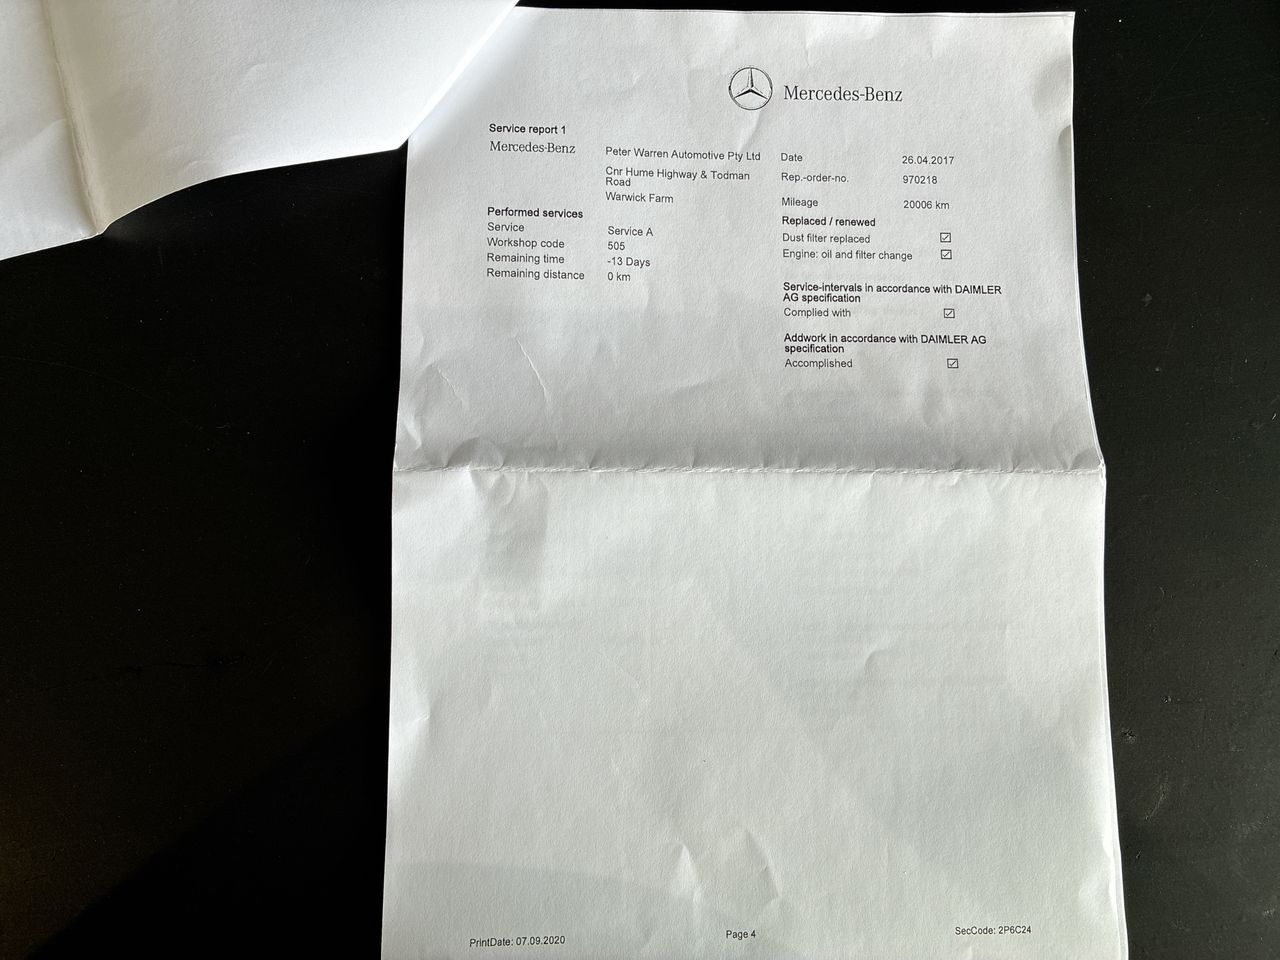 Mercedes-Benz
Service report 1
Mercedes-Benz
Peter Warren Automotive Pty Ltd
Cnr Hume Highway & Todman
Road
Warwick Farm
Date 26.04.2017
Rep.-order-no. 970218
Mileage 20006 km
Performed services
Service Service A
Workshop code 505
Remaining time -13 Days
Remaining distance 0 km
Replaced / renewed
Dust filter replaced ☑
Engine: oil and filter change ☑
Service-intervals in accordance with DAIMLER
AG specification
Complied with ☑
Addwork in accordance with DAIMLER AG
specification
Accomplished ☑
PrintDate: 07.09.2020
Page 4
SecCode: 2P6C24